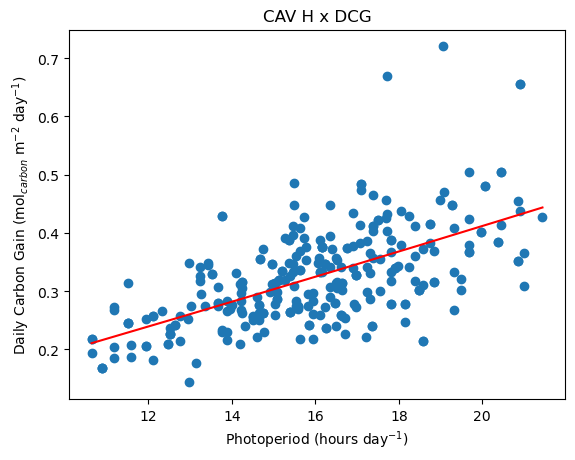 CAV H x DCG
Daily Carbon Gain (mol_carbon m⁻² day⁻¹)
0.7
0.6
0.5
0.4
0.3
0.2
12 14 16 18 20
Photoperiod (hours day⁻¹)